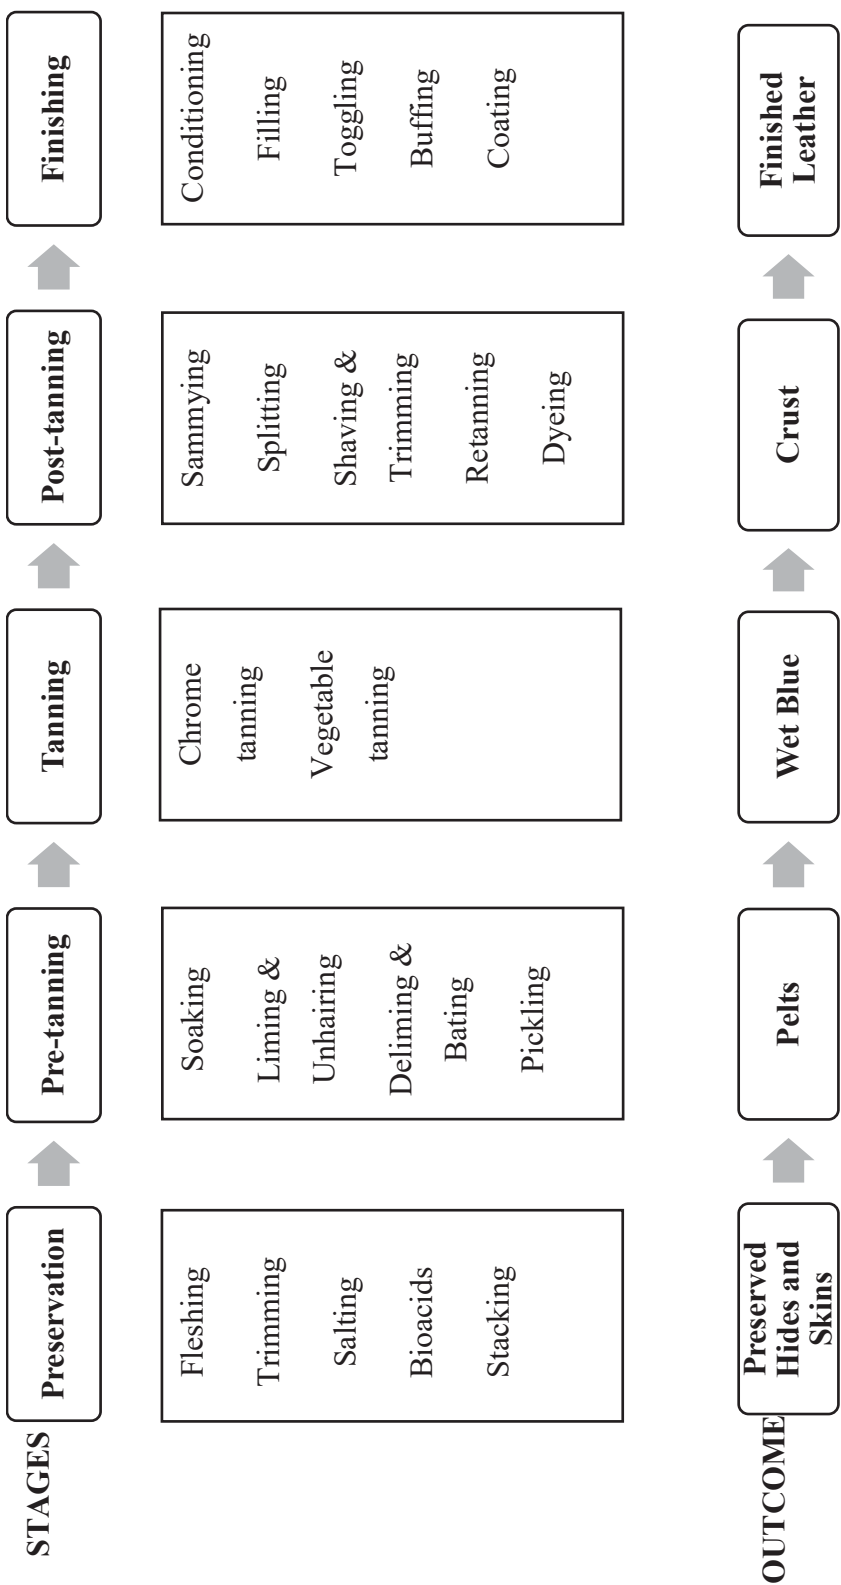 STAGES
Preservation
Pre-tanning
Tanning
Post-tanning
Finishing
Fleshing
Trimming
Salting
Bioacids
Stacking
Soaking
Liming &
Unhairing
Deliming &
Bating
Pickling
Chrome
tanning
Vegetable
tanning
Sammying
Splitting
Shaving &
Trimming
Retanning
Dyeing
Conditioning
Filling
Toggling
Buffing
Coating
OUTCOME
Preserved
Hides and
Skins
Pelts
Wet Blue
Crust
Finished
Leather